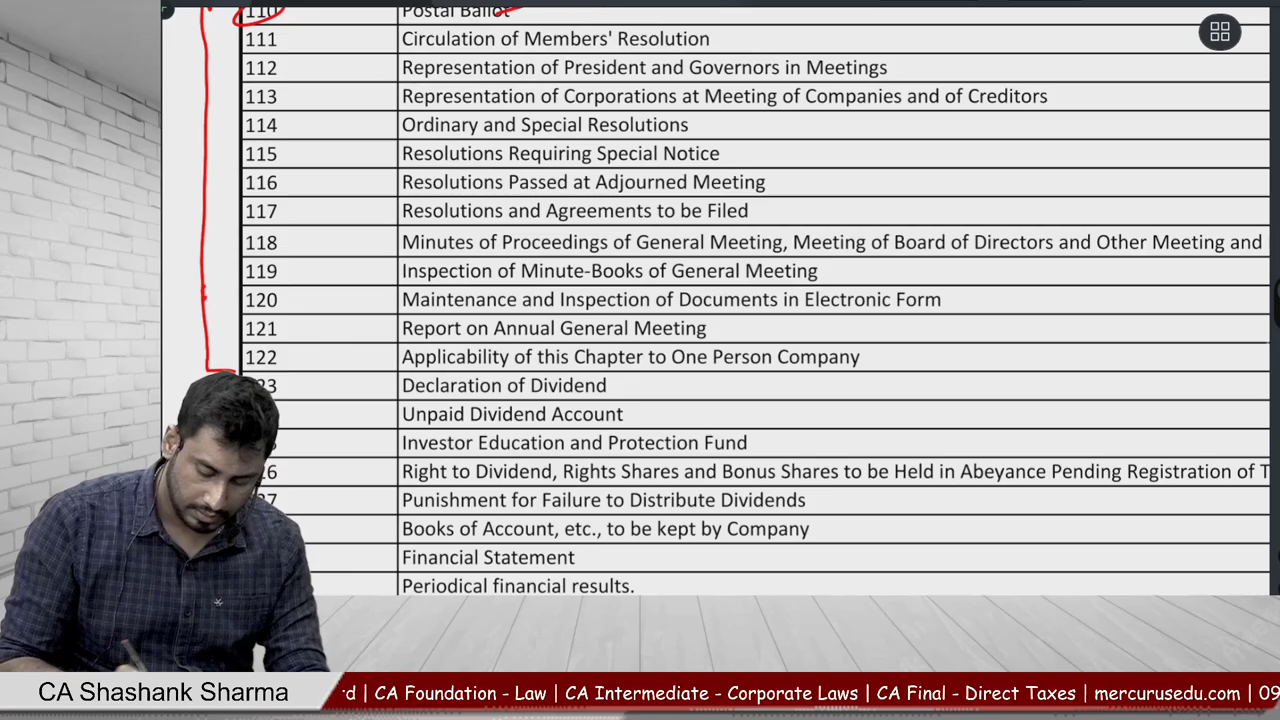 110 Postal Ballot
111 Circulation of Members' Resolution
112 Representation of President and Governors in Meetings
113 Representation of Corporations at Meeting of Companies and of Creditors
114 Ordinary and Special Resolutions
115 Resolutions Requiring Special Notice
116 Resolutions Passed at Adjourned Meeting
117 Resolutions and Agreements to be Filed
118 Minutes of Proceedings of General Meeting, Meeting of Board of Directors and Other Meeting and
119 Inspection of Minute-Books of General Meeting
120 Maintenance and Inspection of Documents in Electronic Form
121 Report on Annual General Meeting
122 Applicability of this Chapter to One Person Company
23 Declaration of Dividend
Unpaid Dividend Account
Investor Education and Protection Fund
26 Right to Dividend, Rights Shares and Bonus Shares to be Held in Abeyance Pending Registration of T
27 Punishment for Failure to Distribute Dividends
Books of Account, etc., to be kept by Company
Financial Statement
Periodical financial results.
CA Shashank Sharma
rd | CA Foundation - Law | CA Intermediate - Corporate Laws | CA Final - Direct Taxes | mercurusedu.com | 09